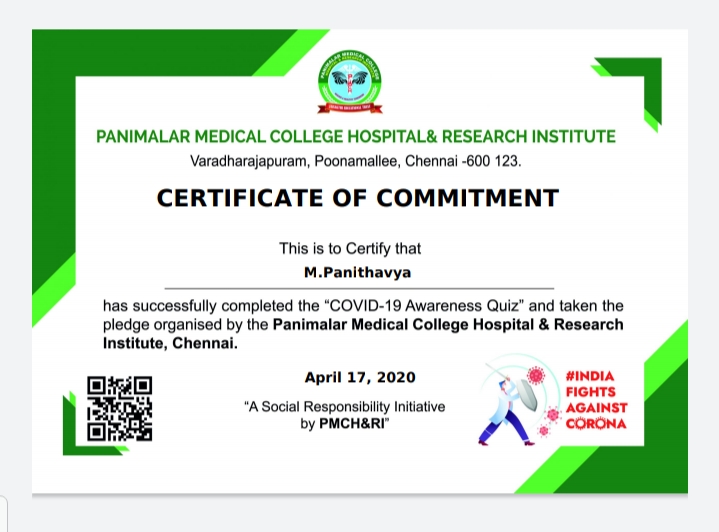 PANIMALAR MEDICAL COLLEGE
PANIMALAR MEDICAL COLLEGE HOSPITAL& RESEARCH INSTITUTE
Varadharajapuram, Poonamallee, Chennai -600 123.
CERTIFICATE OF COMMITMENT
This is to Certify that
M.Panithavya
has successfully completed the “COVID-19 Awareness Quiz” and taken the
pledge organised by the Panimalar Medical College Hospital & Research
Institute, Chennai.
April 17, 2020
“A Social Responsibility Initiative
by PMCH&RI”
#INDIA
FIGHTS
AGAINST
CORONA